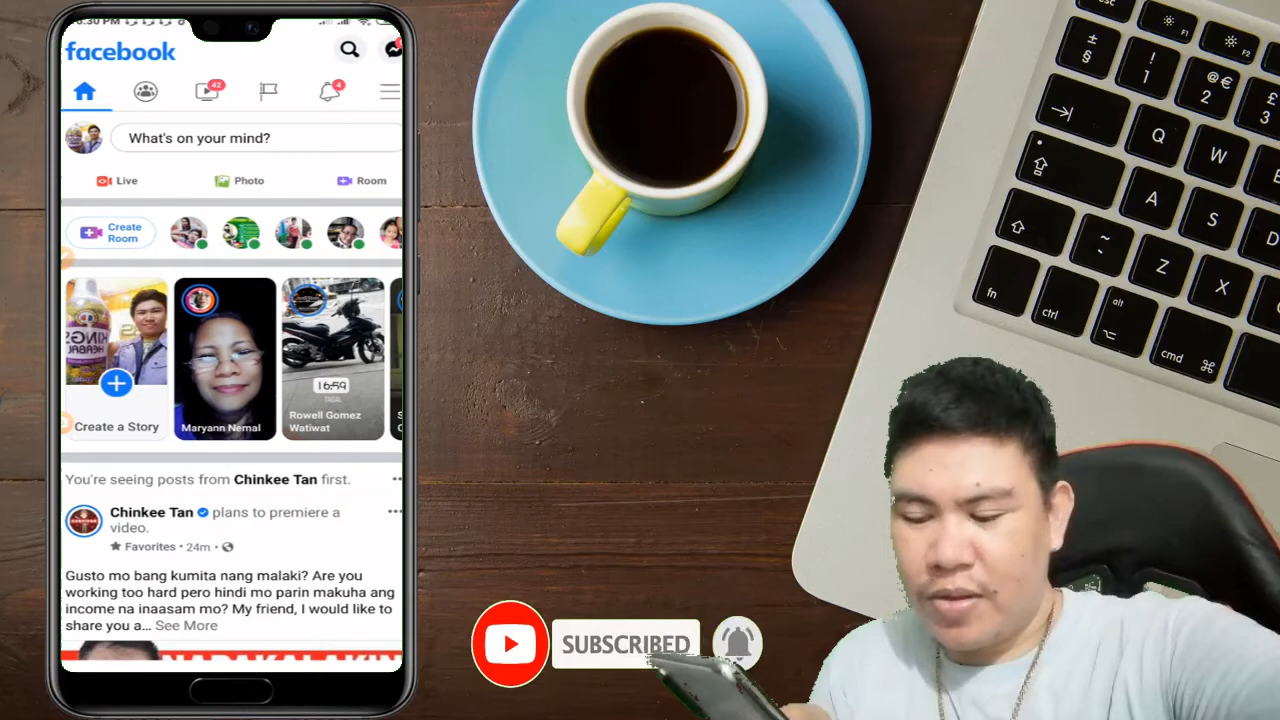 :30 PM
facebook
42
4
What's on your mind?
Live
Photo
Room
Create
Room
KINGS
HERBAL
16:59
Create a Story
Maryann Nemal
Rowell Gomez
Watiwat
You're seeing posts from Chinkee Tan first.
Chinkee Tan plans to premiere a
video.
Favorites • 24m •
Gusto mo bang kumita nang malaki? Are you
working too hard pero hindi mo parin makuha ang
income na inaasam mo? My friend, I would like to
share you a... See More
SUBSCRIBED
esc
F1
F2
±
§
!
1
@ €
2
£
3
Q
W
E
A
S
D
~
Z
X
fn
ctrl
alt
cmd